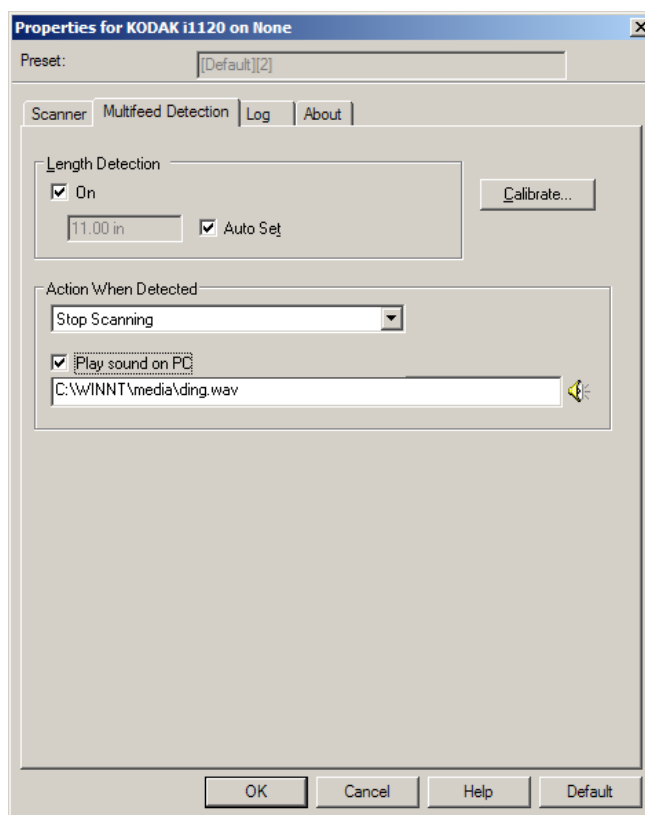 Properties for KODAK i1120 on None
Preset:
[Default][2]
Scanner
Multifeed Detection
Log
About
Length Detection
On
Calibrate...
11.00 in
Auto Set
Action When Detected
Stop Scanning
Play sound on PC
C:\WINNT\media\ding.wav
OK
Cancel
Help
Default